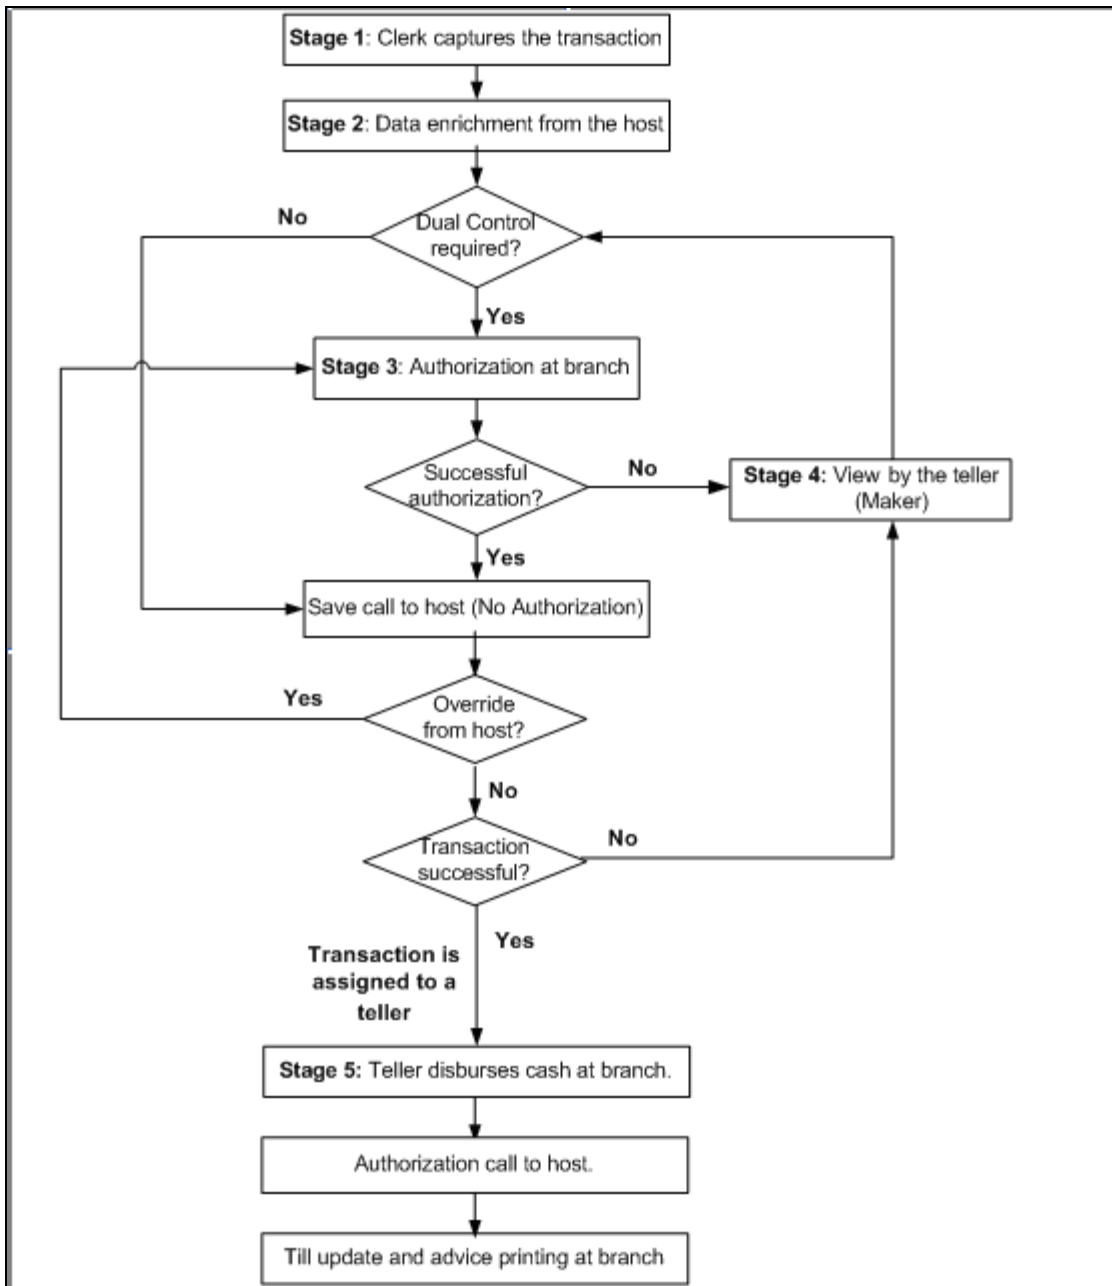 Stage 1: Clerk captures the transaction
Stage 2: Data enrichment from the host
No
Dual Control
required?
Yes
Stage 3: Authorization at branch
Successful
authorization?
No
Stage 4: View by the teller
(Maker)
Yes
Save call to host (No Authorization)
Yes
Override
from host?
No
Transaction
successful?
No
Yes
Transaction is
assigned to a
teller
Stage 5: Teller disburses cash at branch.
Authorization call to host.
Till update and advice printing at branch